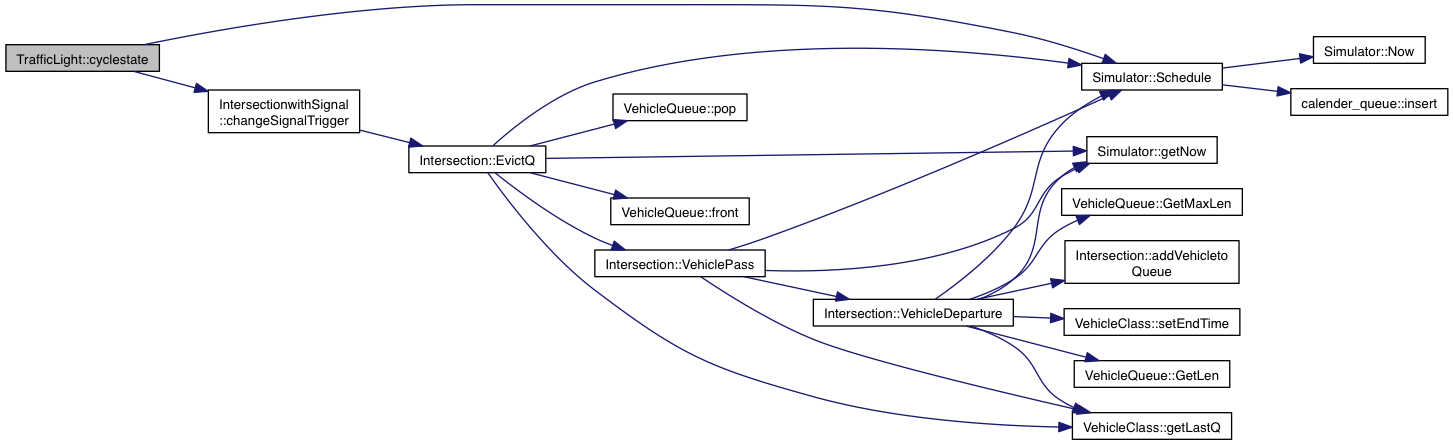 TrafficLight::cyclestate
IntersectionwithSignal
::changeSignalTrigger
Intersection::EvictQ
VehicleQueue::pop
VehicleQueue::front
Intersection::VehiclePass
Intersection::VehicleDeparture
Simulator::Schedule
Simulator::getNow
VehicleQueue::GetMaxLen
Intersection::addVehicleto
Queue
VehicleClass::setEndTime
VehicleQueue::GetLen
VehicleClass::getLastQ
Simulator::Now
calender_queue::insert